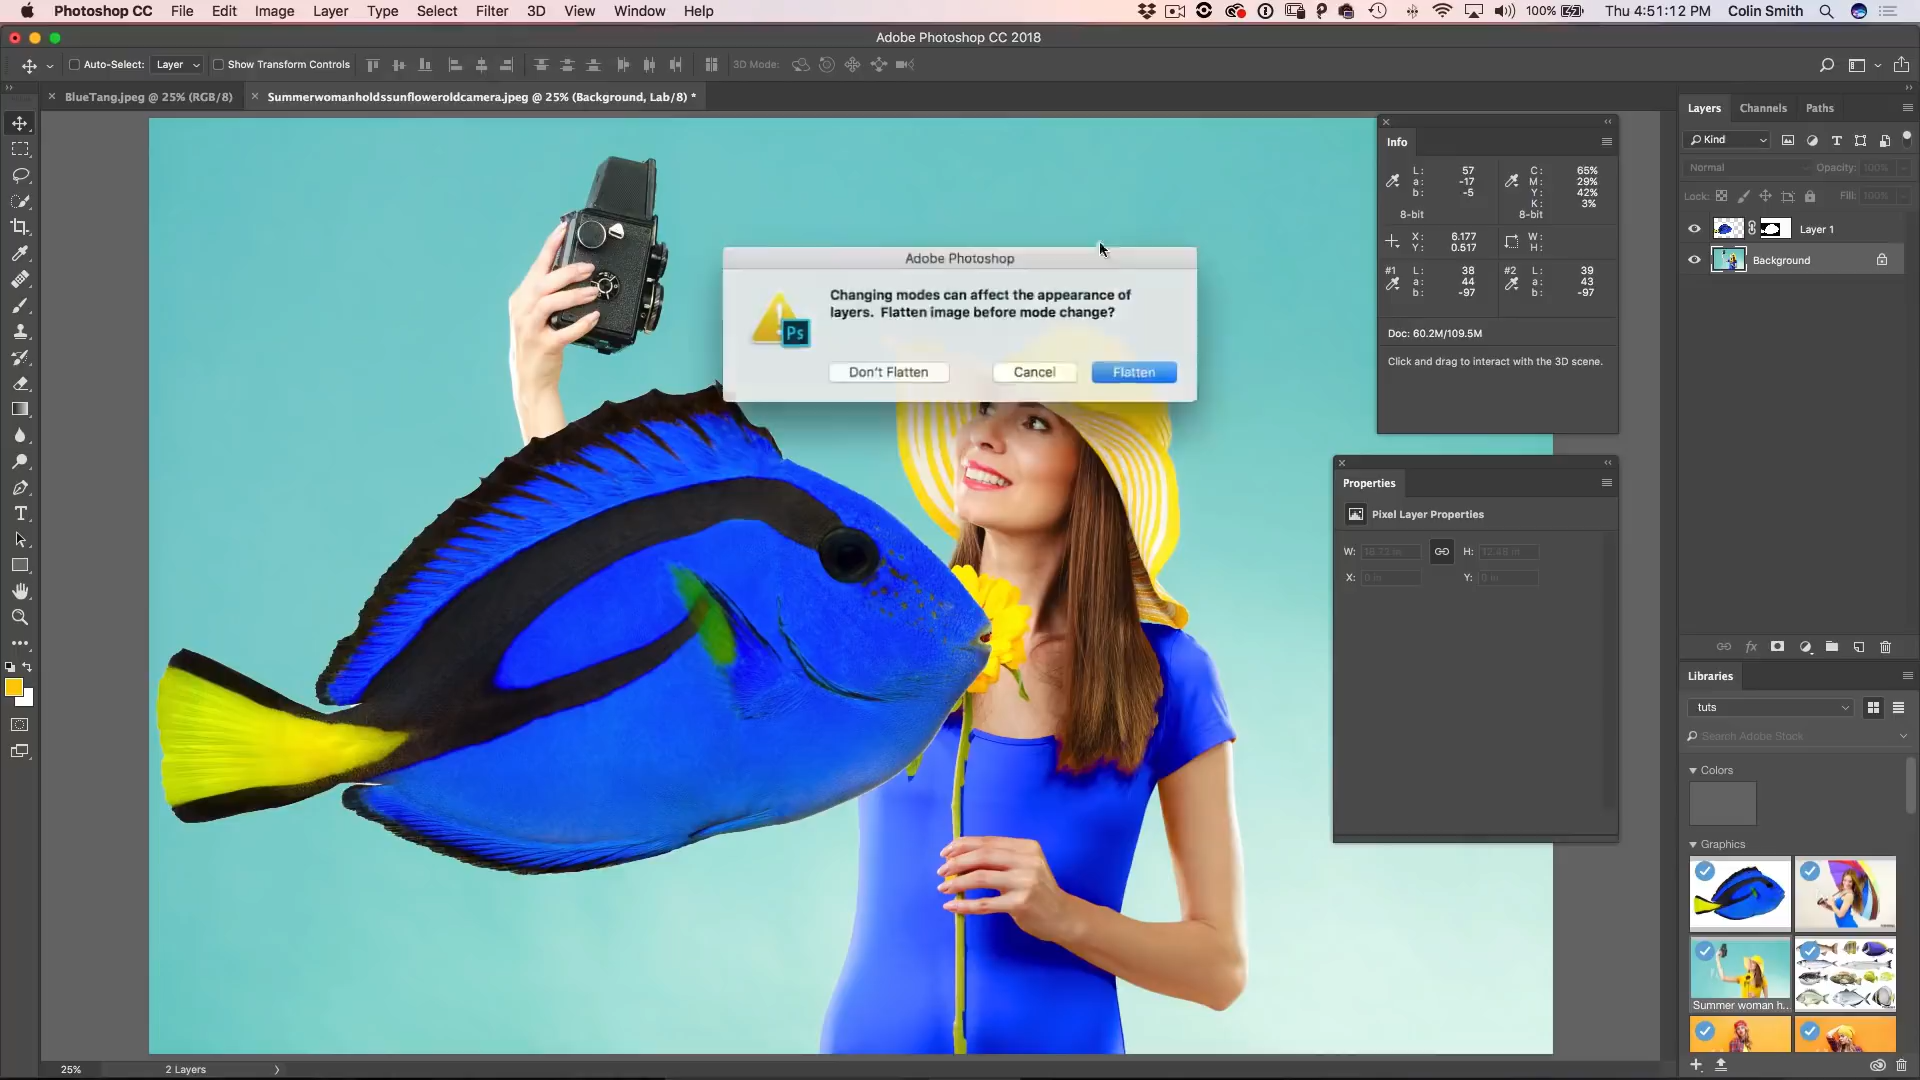 Photoshop CC File Edit Image Layer Type Select Filter 3D View Window Help 100% Thu 4:51:12 PM Colin Smith
Adobe Photoshop CC 2018
Auto-Select: Layer Show Transform Controls 3D Mode:
BlueTang.jpeg @ 25% (RGB/8) Summerwomanholdssunfloweroldcamera.jpeg @ 25% (Background, Lab/8) *
Adobe Photoshop
Changing modes can affect the appearance of
layers. Flatten image before mode change?
Ps
Don't Flatten Cancel Flatten
Info
L: 57 C: 65%
a: -17 M: 29%
b: -5 Y: 42%
K: 3%
8-bit 8-bit
X: 6.177 W:
Y: 0.517 H:
#1 L: 38 #2 L: 39
a: 44 a: 43
b: -97 b: -97
Doc: 60.2M/109.5M
Click and drag to interact with the 3D scene.
Properties
Pixel Layer Properties
W: 18.72 in H: 12.48 in
X: 0 in Y: 0 in
Layers Channels Paths
Kind
Normal Opacity: 100%
Lock: Fill: 100%
Layer 1
Background
Libraries
tuts
Search Adobe Stock
Colors
Graphics
Summer woman h...
25% 2 Layers